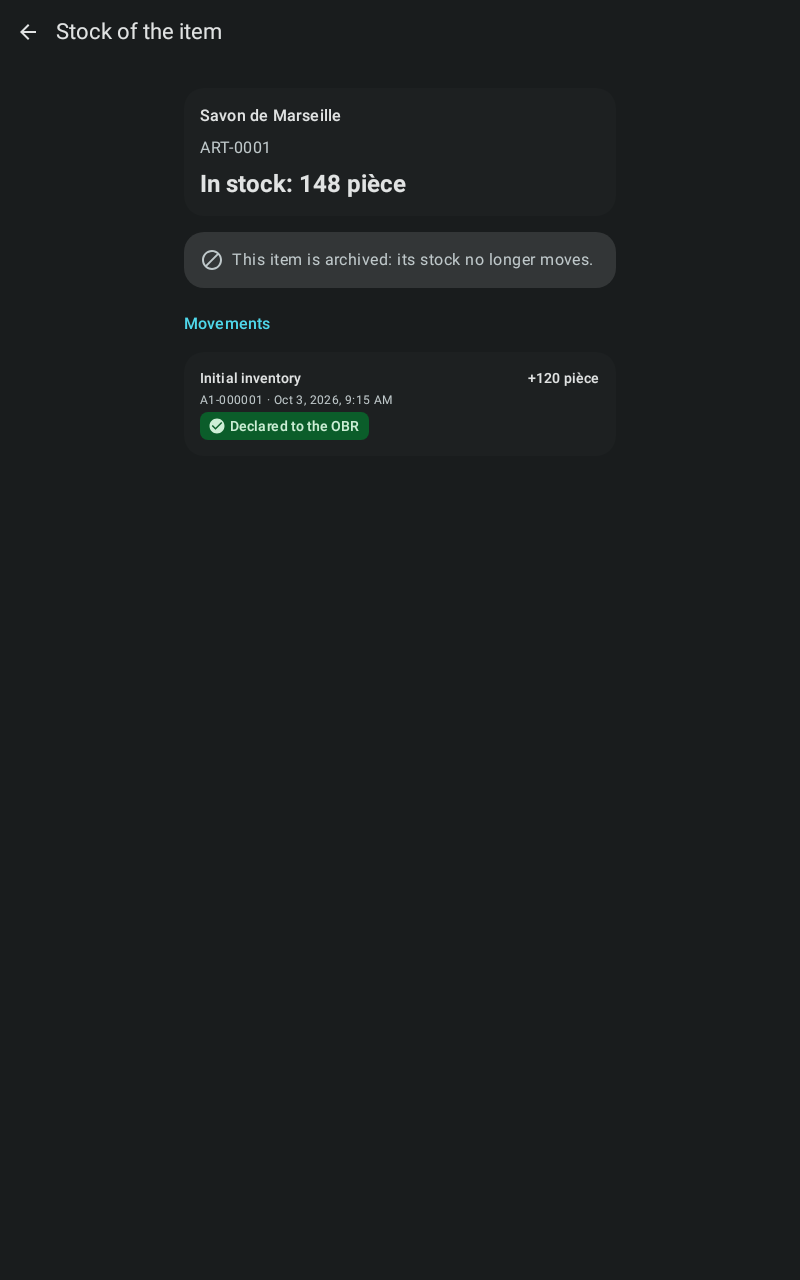 Stock of the item
Savon de Marseille
ART-0001
In stock: 148 pièce
This item is archived: its stock no longer moves.
Movements
Initial inventory +120 pièce
A1-000001 · Oct 3, 2026, 9:15 AM
Declared to the OBR